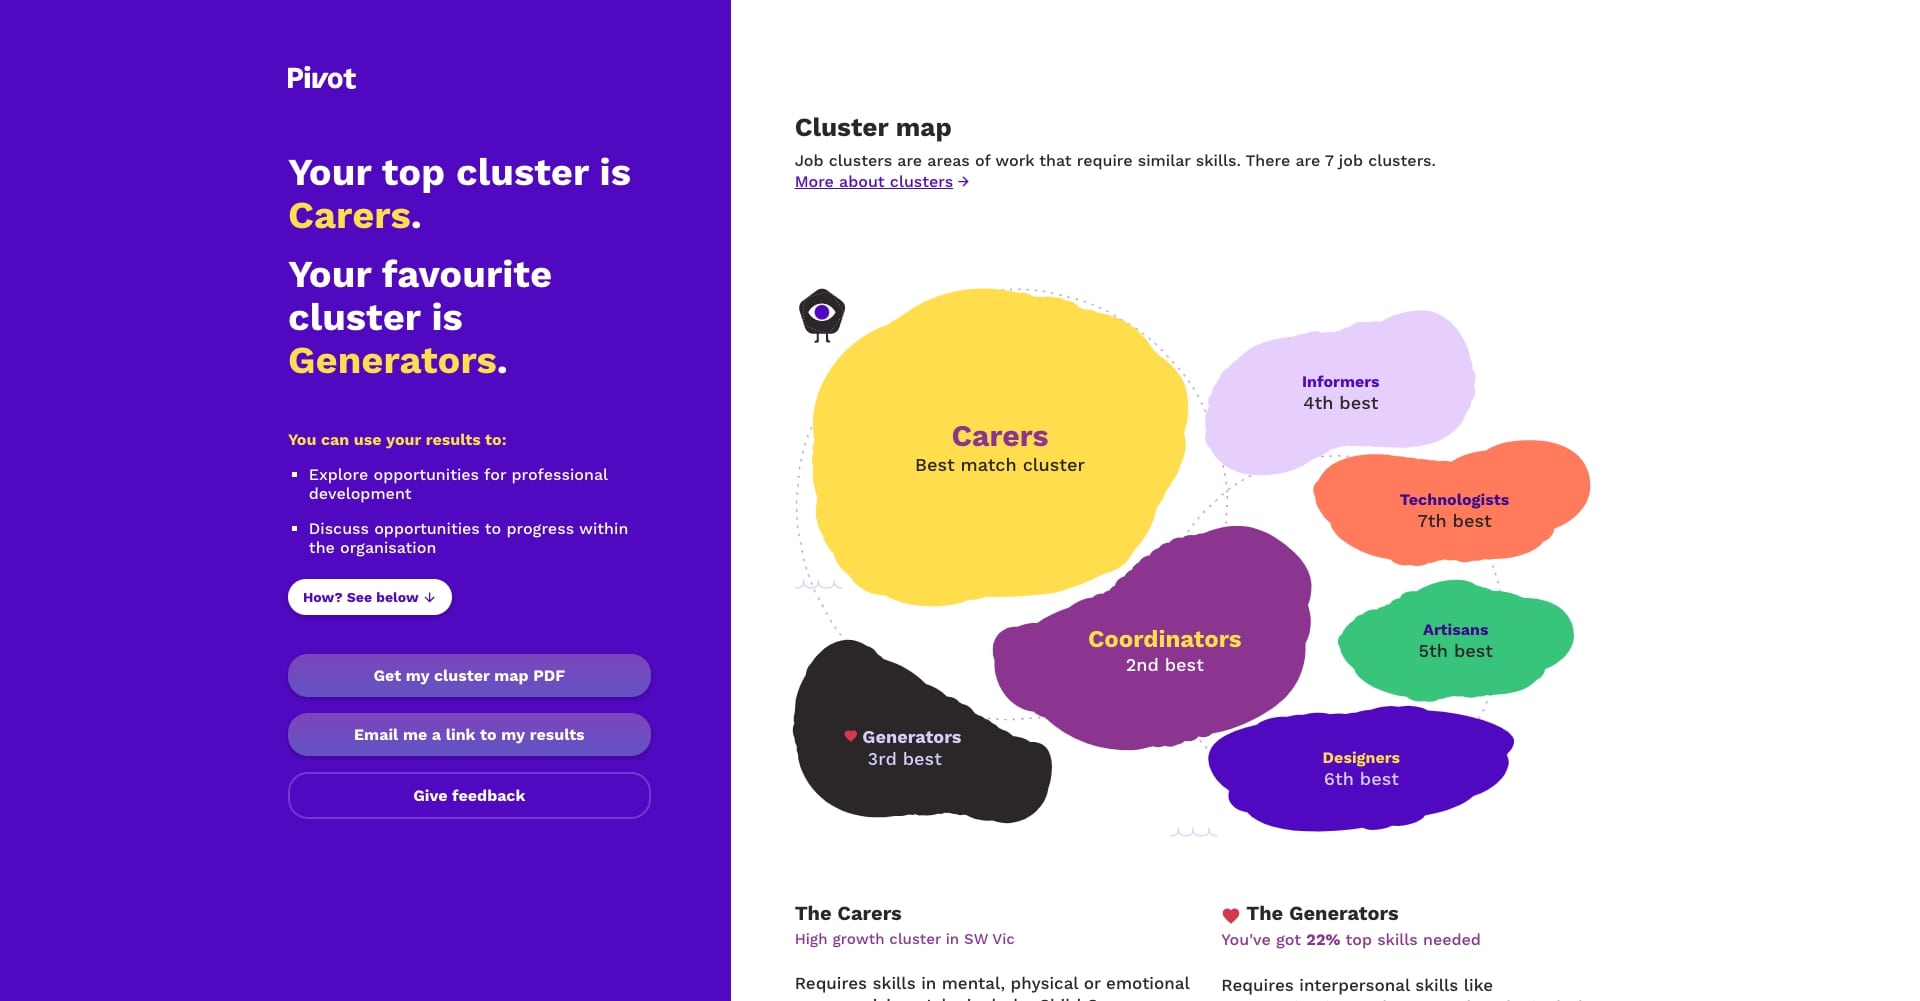 Pivot
Your top cluster is
Carers.
Your favourite
cluster is
Generators.
You can use your results to:
Explore opportunities for professional
development
Discuss opportunities to progress within
the organisation
How? See below ↓
Get my cluster map PDF
Email me a link to my results
Give feedback
Cluster map
Job clusters are areas of work that require similar skills. There are 7 job clusters.
More about clusters →
Carers
Best match cluster
Informers
4th best
Technologists
7th best
Coordinators
2nd best
Artisans
5th best
Generators
3rd best
Designers
6th best
The Carers
High growth cluster in SW Vic
Requires skills in mental, physical or emotional
The Generators
You've got 22% top skills needed
Requires interpersonal skills like